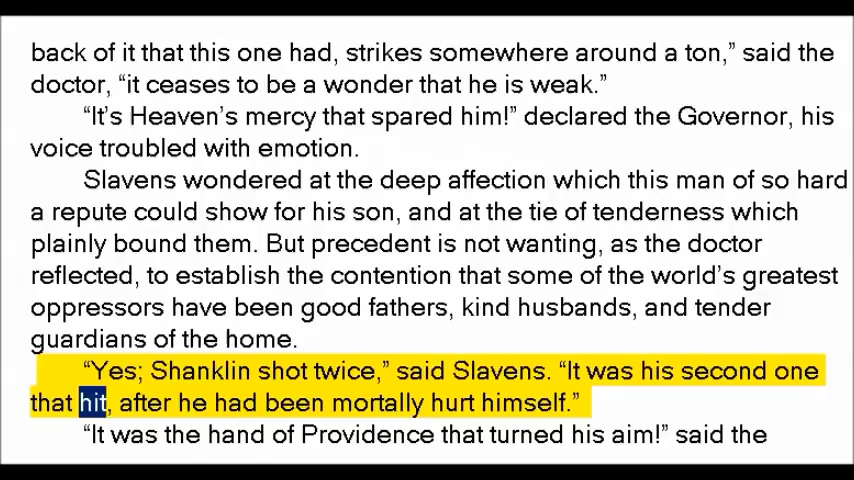 back of it that this one had, strikes somewhere around a ton,” said the
doctor, “it ceases to be a wonder that he is weak.”
“It’s Heaven’s mercy that spared him!” declared the Governor, his
voice troubled with emotion.
Slavens wondered at the deep affection which this man of so hard
a repute could show for his son, and at the tie of tenderness which
plainly bound them. But precedent is not wanting, as the doctor
reflected, to establish the contention that some of the world’s greatest
oppressors have been good fathers, kind husbands, and tender
guardians of the home.
“Yes; Shanklin shot twice,” said Slavens. “It was his second one
that hit, after he had been mortally hurt himself.”
“It was the hand of Providence that turned his aim!” said the